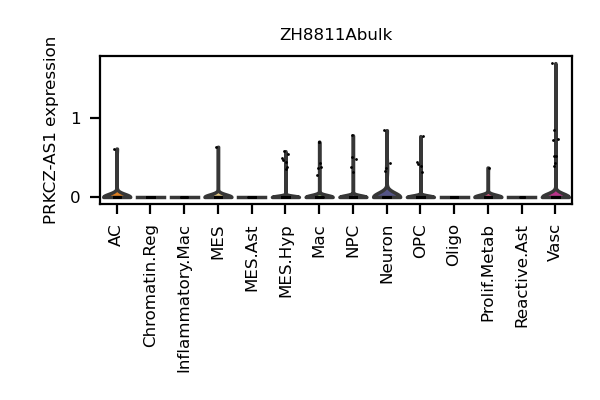 ZH8811Abulk
PRKCZ-AS1 expression
1
0
AC
Chromatin.Reg
Inflammatory.Mac
MES
MES.Ast
MES.Hyp
Mac
NPC
Neuron
OPC
Oligo
Prolif.Metab
Reactive.Ast
Vasc